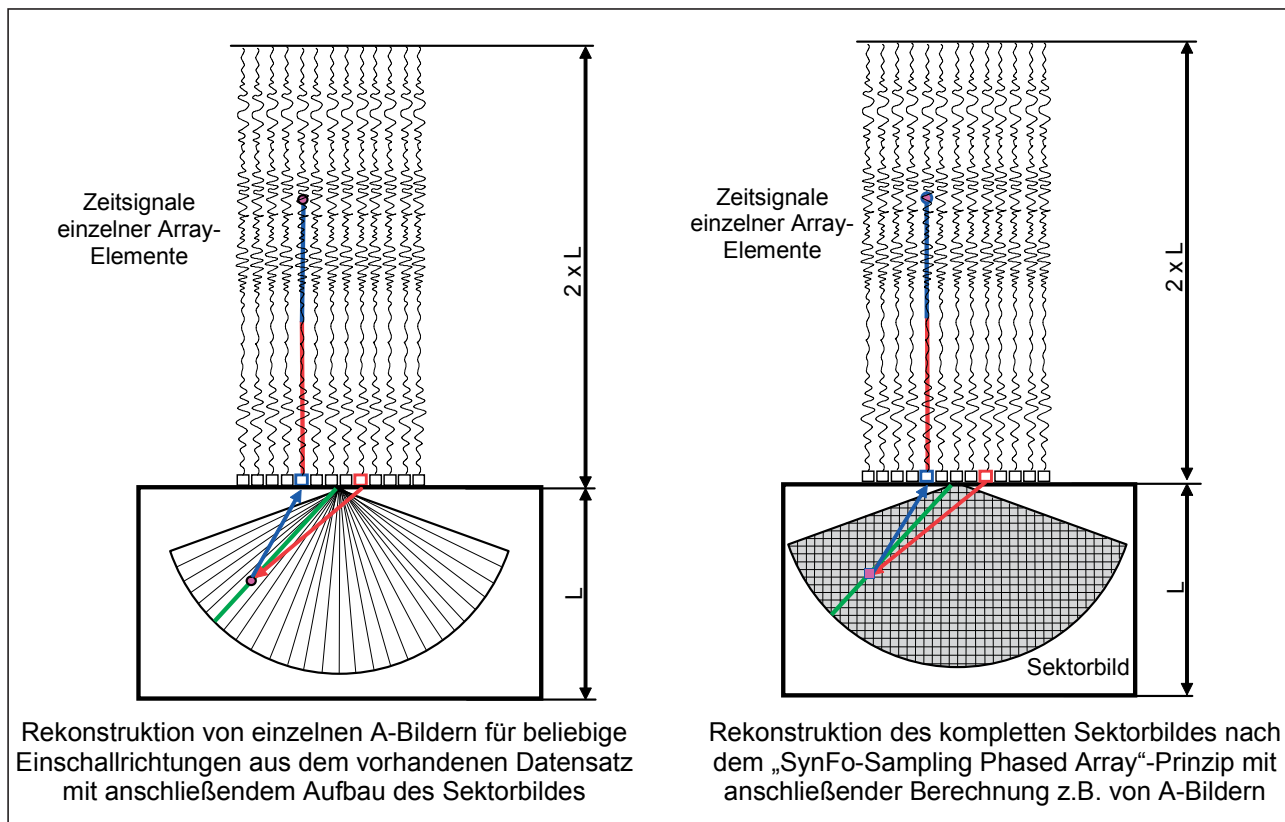 Zeitsignale
einzelner Array-
Elemente
2 x L
L
Rekonstruktion von einzelnen A-Bildern für beliebige
Einschallrichtungen aus dem vorhandenen Datensatz
mit anschließendem Aufbau des Sektorbildes
Zeitsignale
einzelner Array-
Elemente
2 x L
L
Sektorbild
Rekonstruktion des kompletten Sektorbildes nach
dem „SynFo-Sampling Phased Array“-Prinzip mit
anschließender Berechnung z.B. von A-Bildern